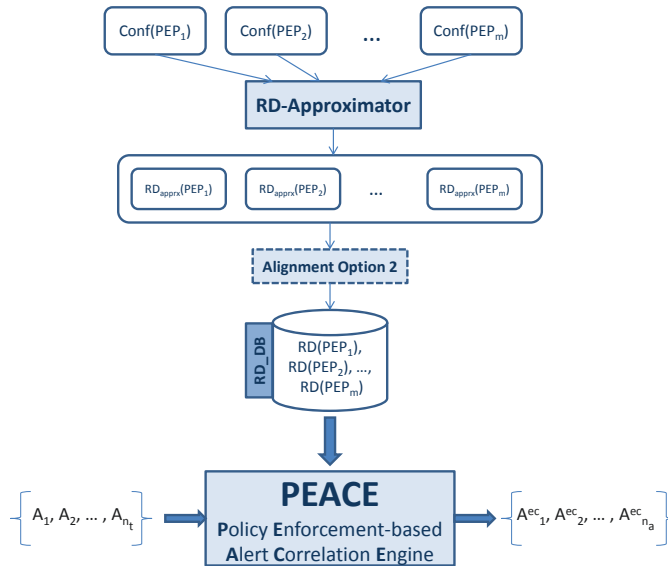 Conf(PEP₁) Conf(PEP₂) ... Conf(PEPₘ)
RD-Approximator
RDapprx(PEP₁) RDapprx(PEP₂) ... RDapprx(PEPₘ)
Alignment Option 2
RD_DB
RD(PEP₁),
RD(PEP₂), ...,
RD(PEPₘ)
{A₁, A₂, ... , Anₜ}
PEACE
Policy Enforcement-based
Alert Correlation Engine
{Aᵉᶜ₁, Aᵉᶜ₂, ... , Aᵉᶜnₐ}